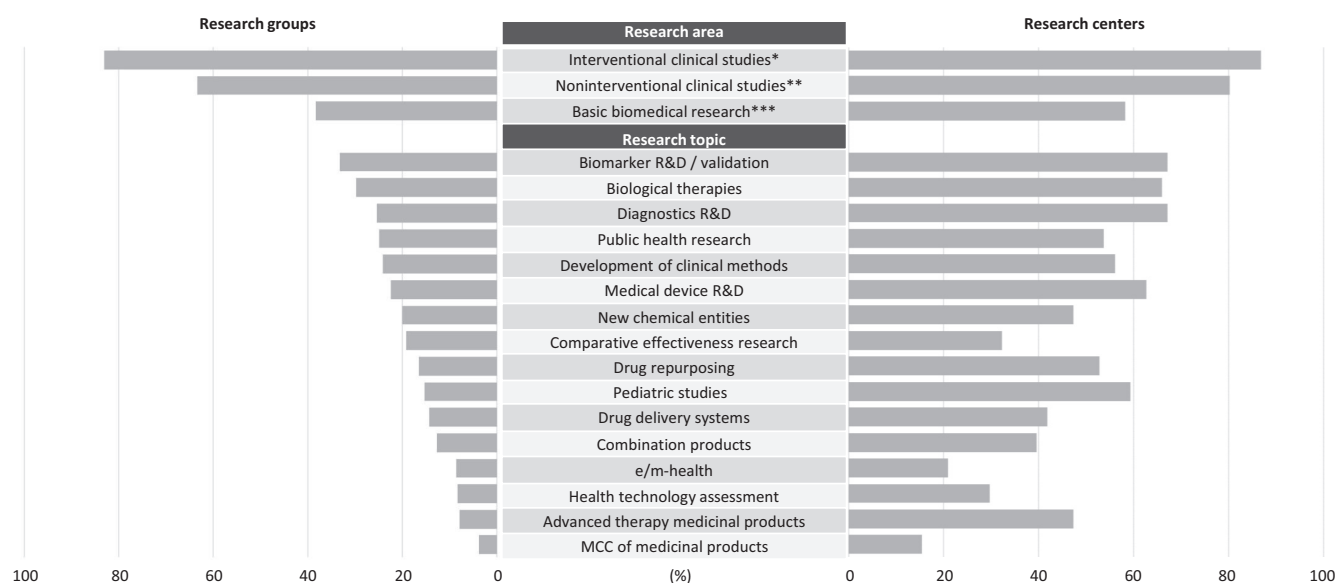 Research groups
Research centers
Research area
Interventional clinical studies*
Noninterventional clinical studies**
Basic biomedical research***
Research topic
Biomarker R&D / validation
Biological therapies
Diagnostics R&D
Public health research
Development of clinical methods
Medical device R&D
New chemical entities
Comparative effectiveness research
Drug repurposing
Pediatric studies
Drug delivery systems
Combination products
e/m-health
Health technology assessment
Advanced therapy medicinal products
MCC of medicinal products
100 80 60 40 20 0 (%) 0 20 40 60 80 100